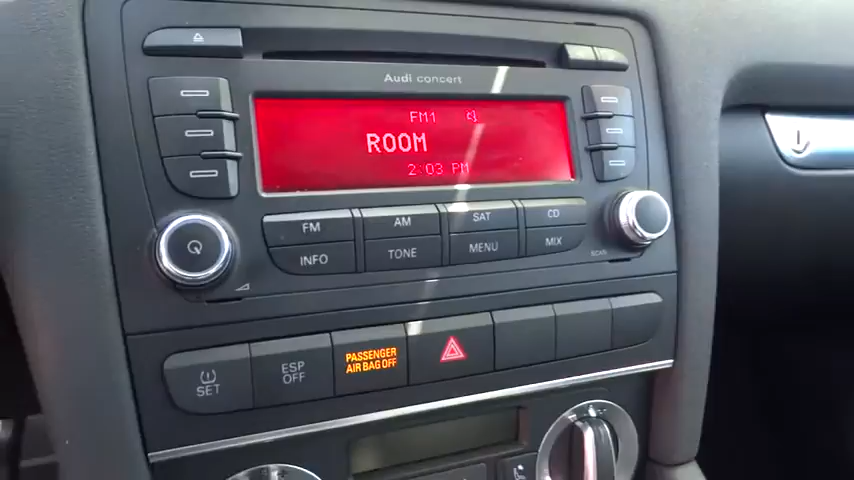 Audi concert
FM1
ROOM
2:03 PM
FM
AM
SAT
CD
INFO
TONE
MENU
MIX
SCAN
SET
ESP
OFF
PASSENGER
AIR BAG OFF